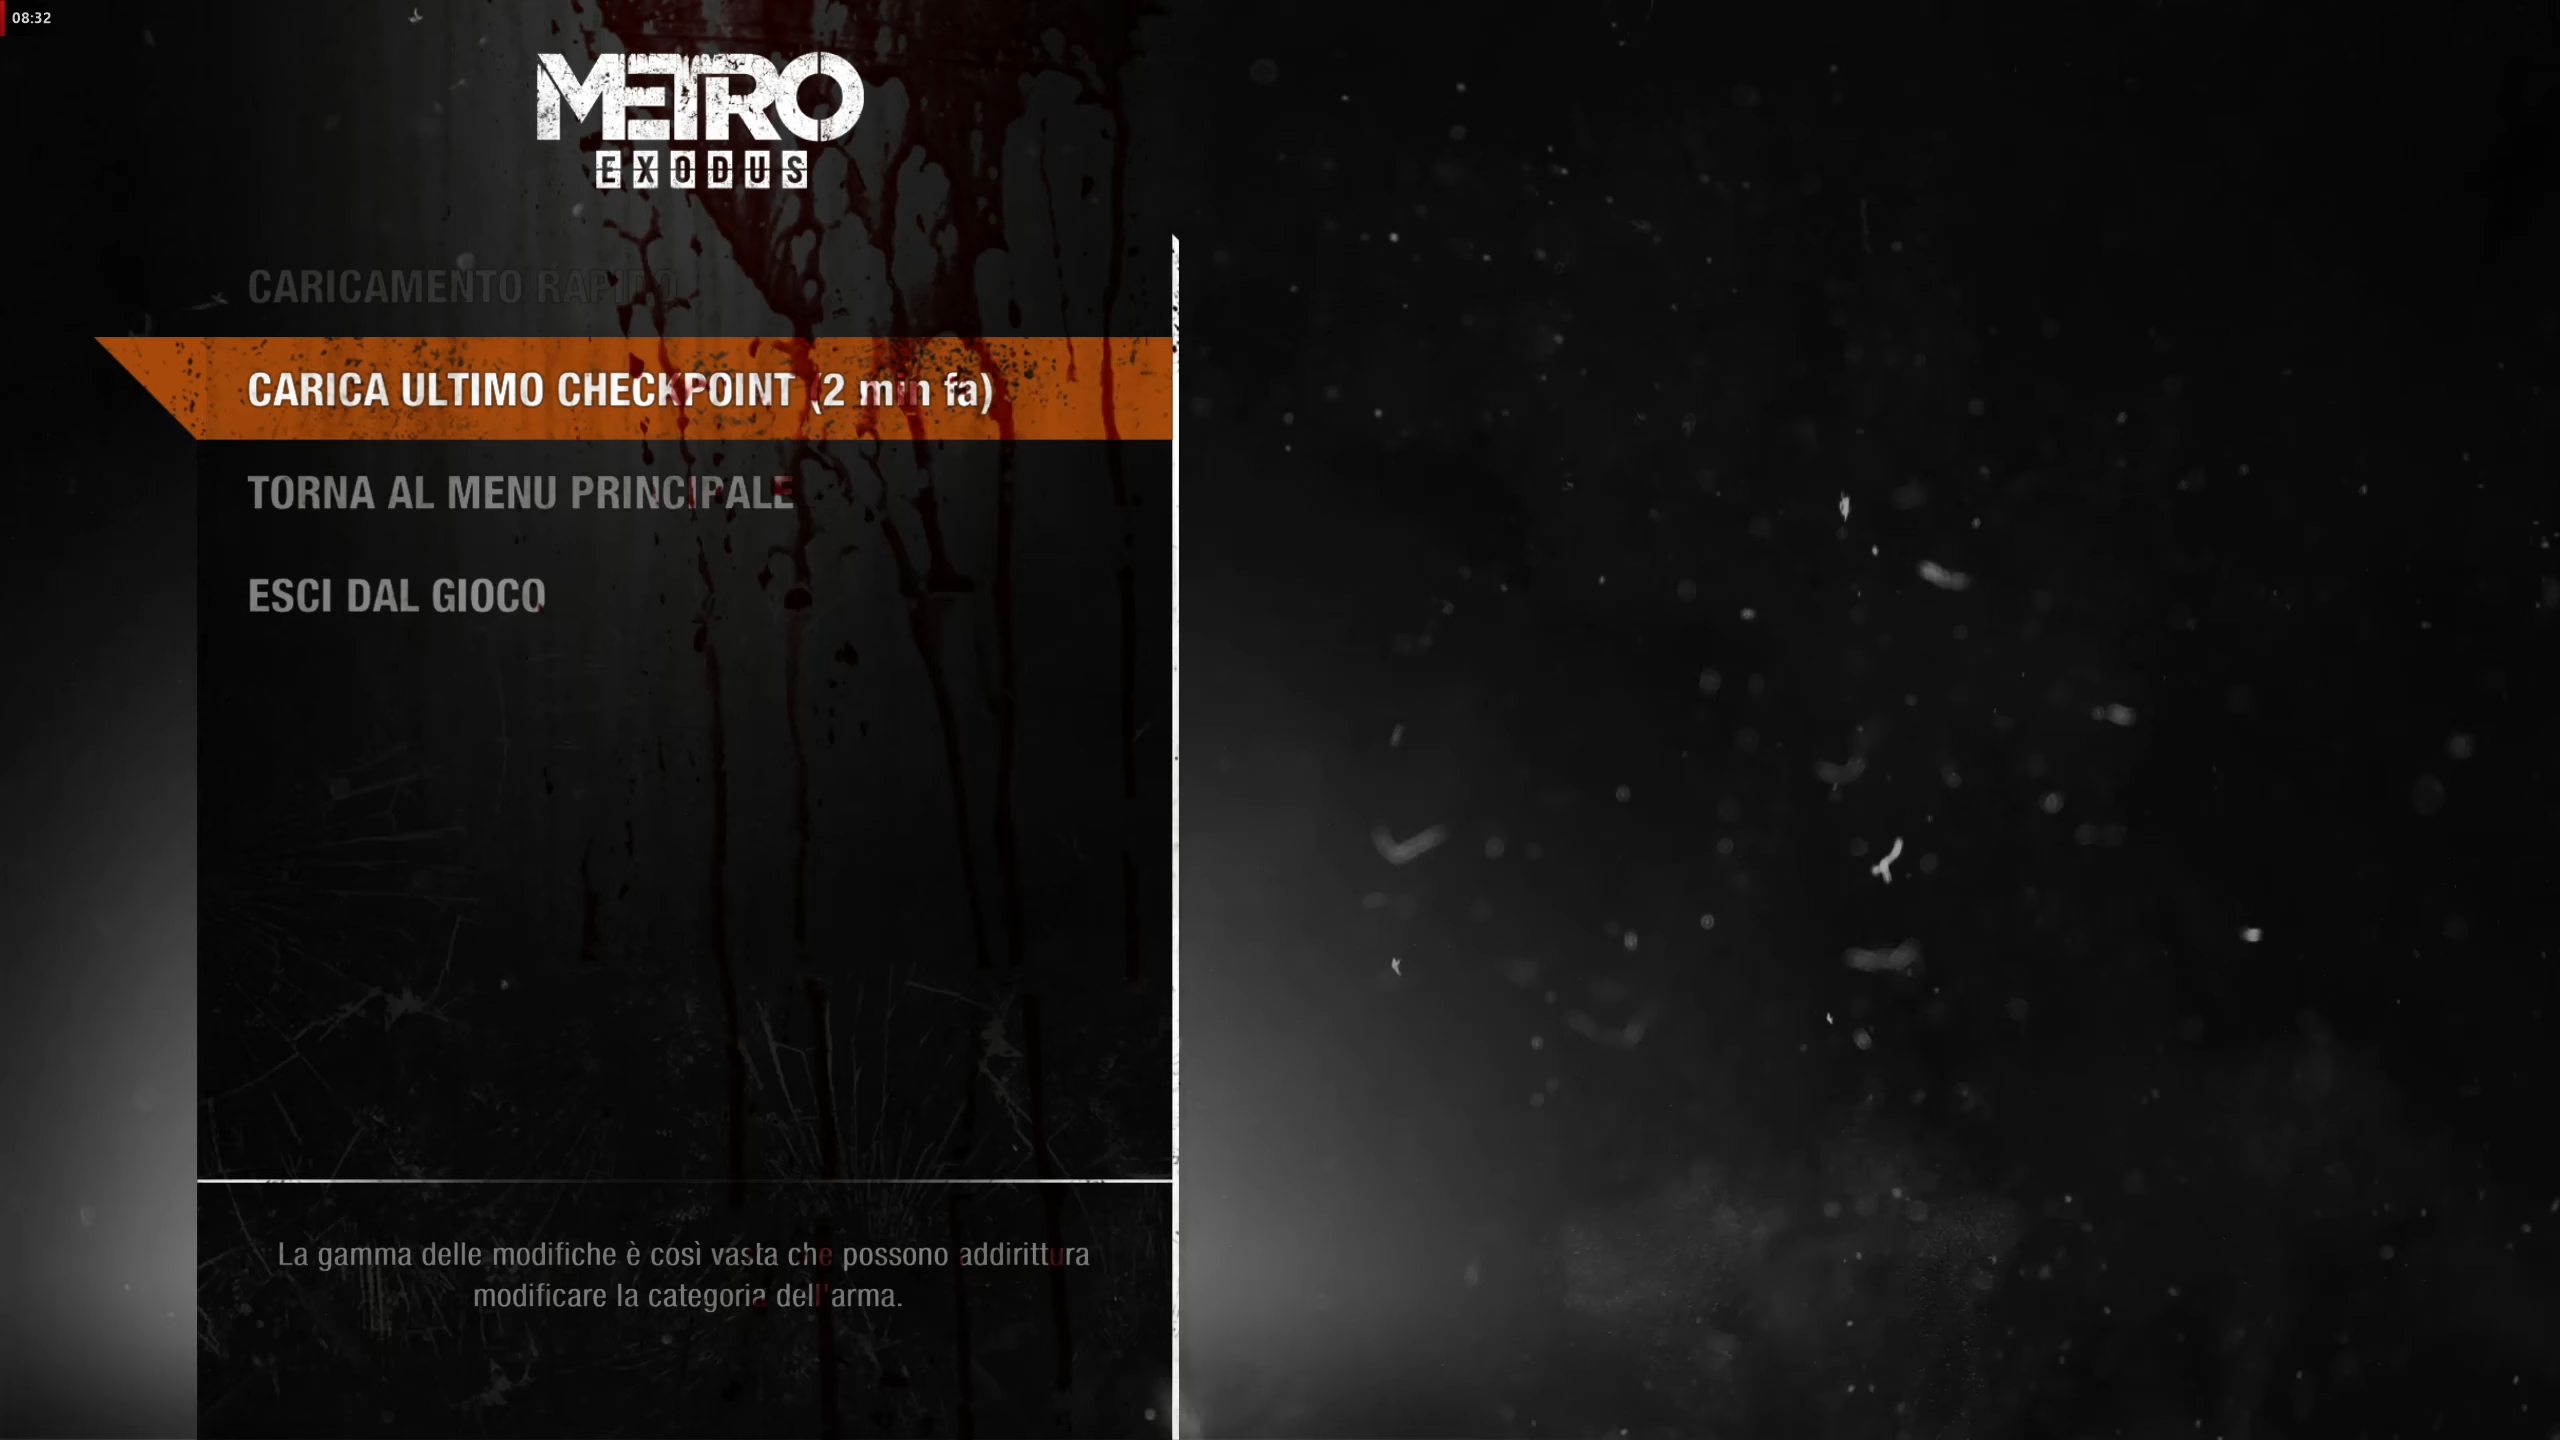 08:32
METRO
EXODUS
CARICAMENTO RAPIDO
CARICA ULTIMO CHECKPOINT (2 min fa)
TORNA AL MENU PRINCIPALE
ESCI DAL GIOCO
La gamma delle modifiche è così vasta che possono addirittura
modificare la categoria dell'arma.